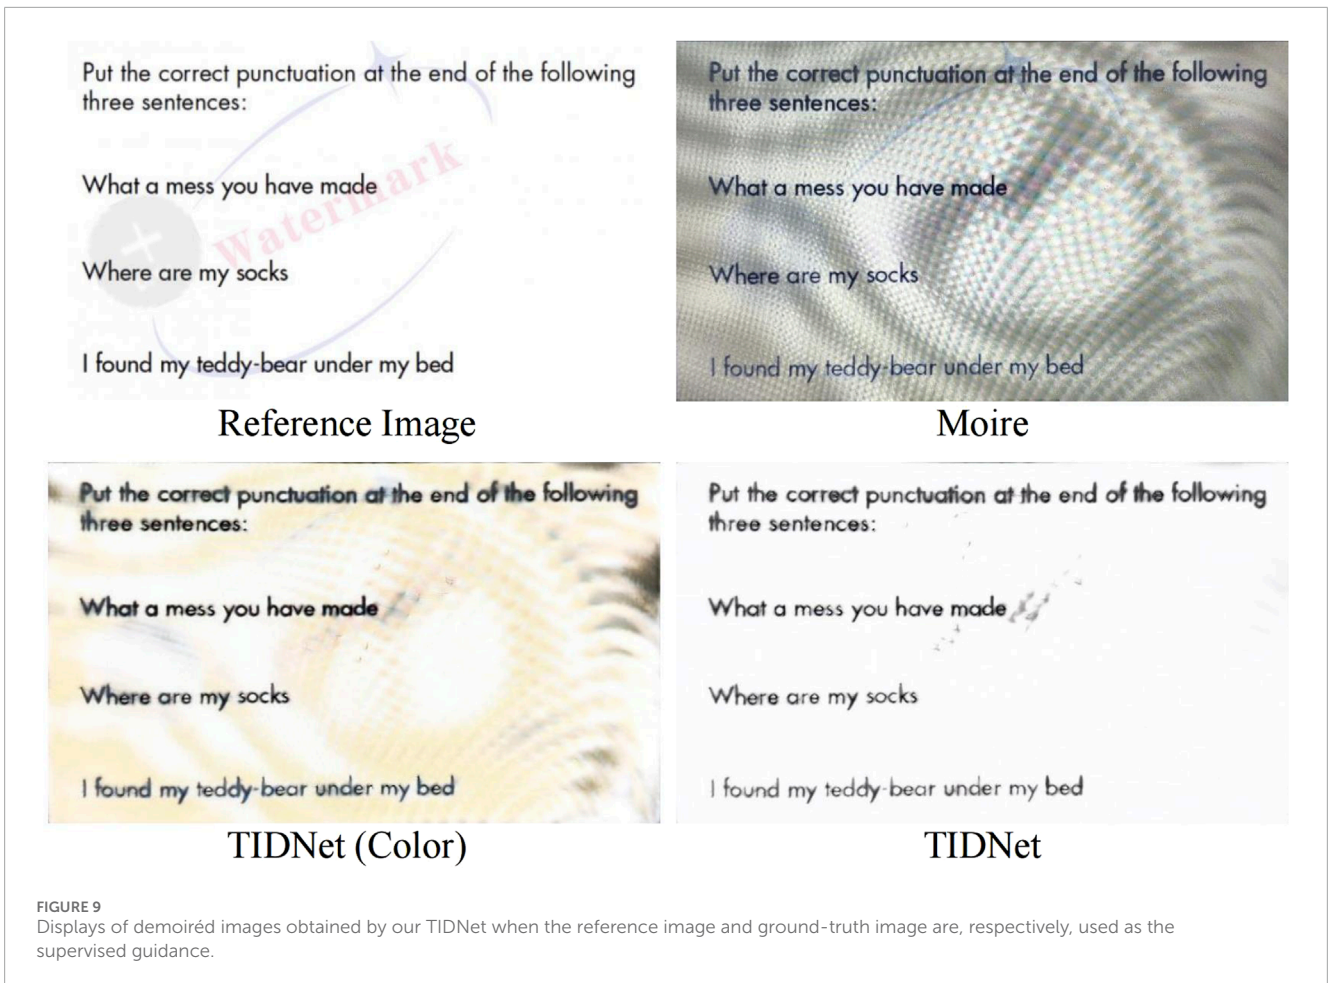 Put the correct punctuation at the end of the following
three sentences:
What a mess you have made
Watermark
Where are my socks
I found my teddy-bear under my bed
Reference Image
Put the correct punctuation at the end of the following
three sentences:
What a mess you have made
Where are my socks
I found my teddy-bear under my bed
Moire
Put the correct punctuation at the end of the following
three sentences:
What a mess you have made
Where are my socks
I found my teddy-bear under my bed
TIDNet (Color)
Put the correct punctuation at the end of the following
three sentences:
What a mess you have made
Where are my socks
I found my teddy-bear under my bed
TIDNet
FIGURE 9
Displays of demoiréd images obtained by our TIDNet when the reference image and ground-truth image are, respectively, used as the
supervised guidance.